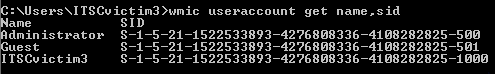 C:\Users\ITSCvictim3>wmic useraccount get name,sid
Name SID
Administrator S-1-5-21-1522533893-4276808336-4108282825-500
Guest S-1-5-21-1522533893-4276808336-4108282825-501
ITSCvictim3 S-1-5-21-1522533893-4276808336-4108282825-1000